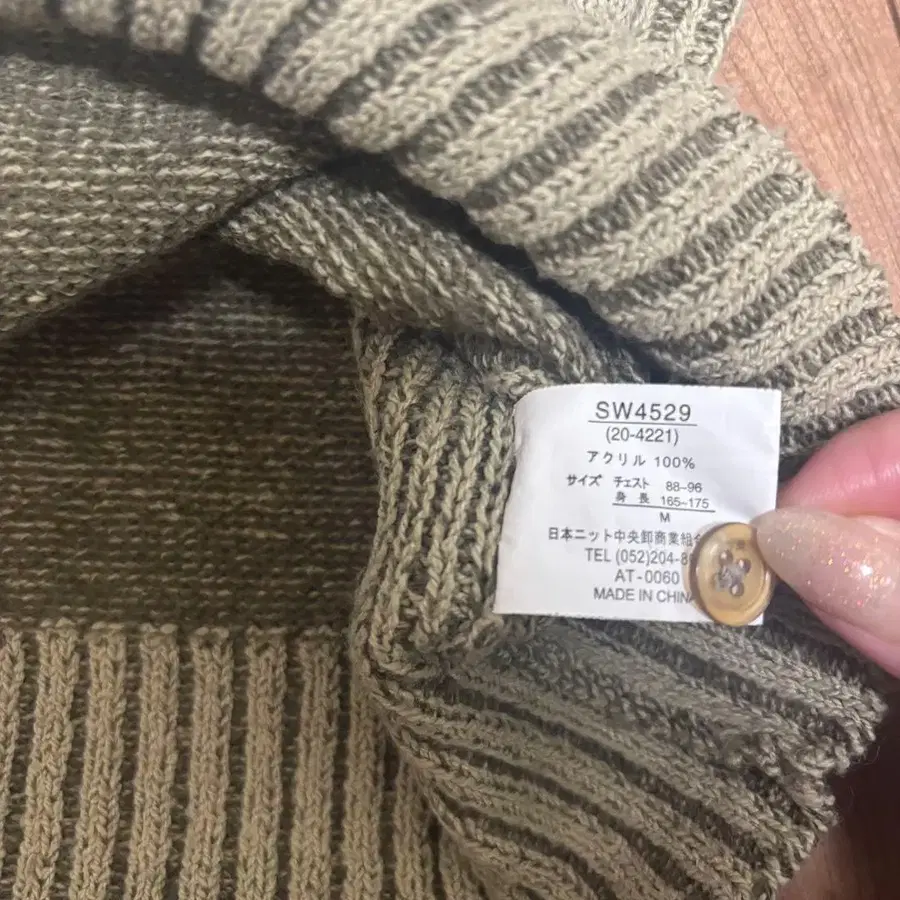 SW4529
(20-4221)
アクリル 100%
サイズ チェスト 88~96
身長 165~175
M
日本ニット中央卸商業組
TEL (052)204-8
AT-0060
MADE IN CHINA